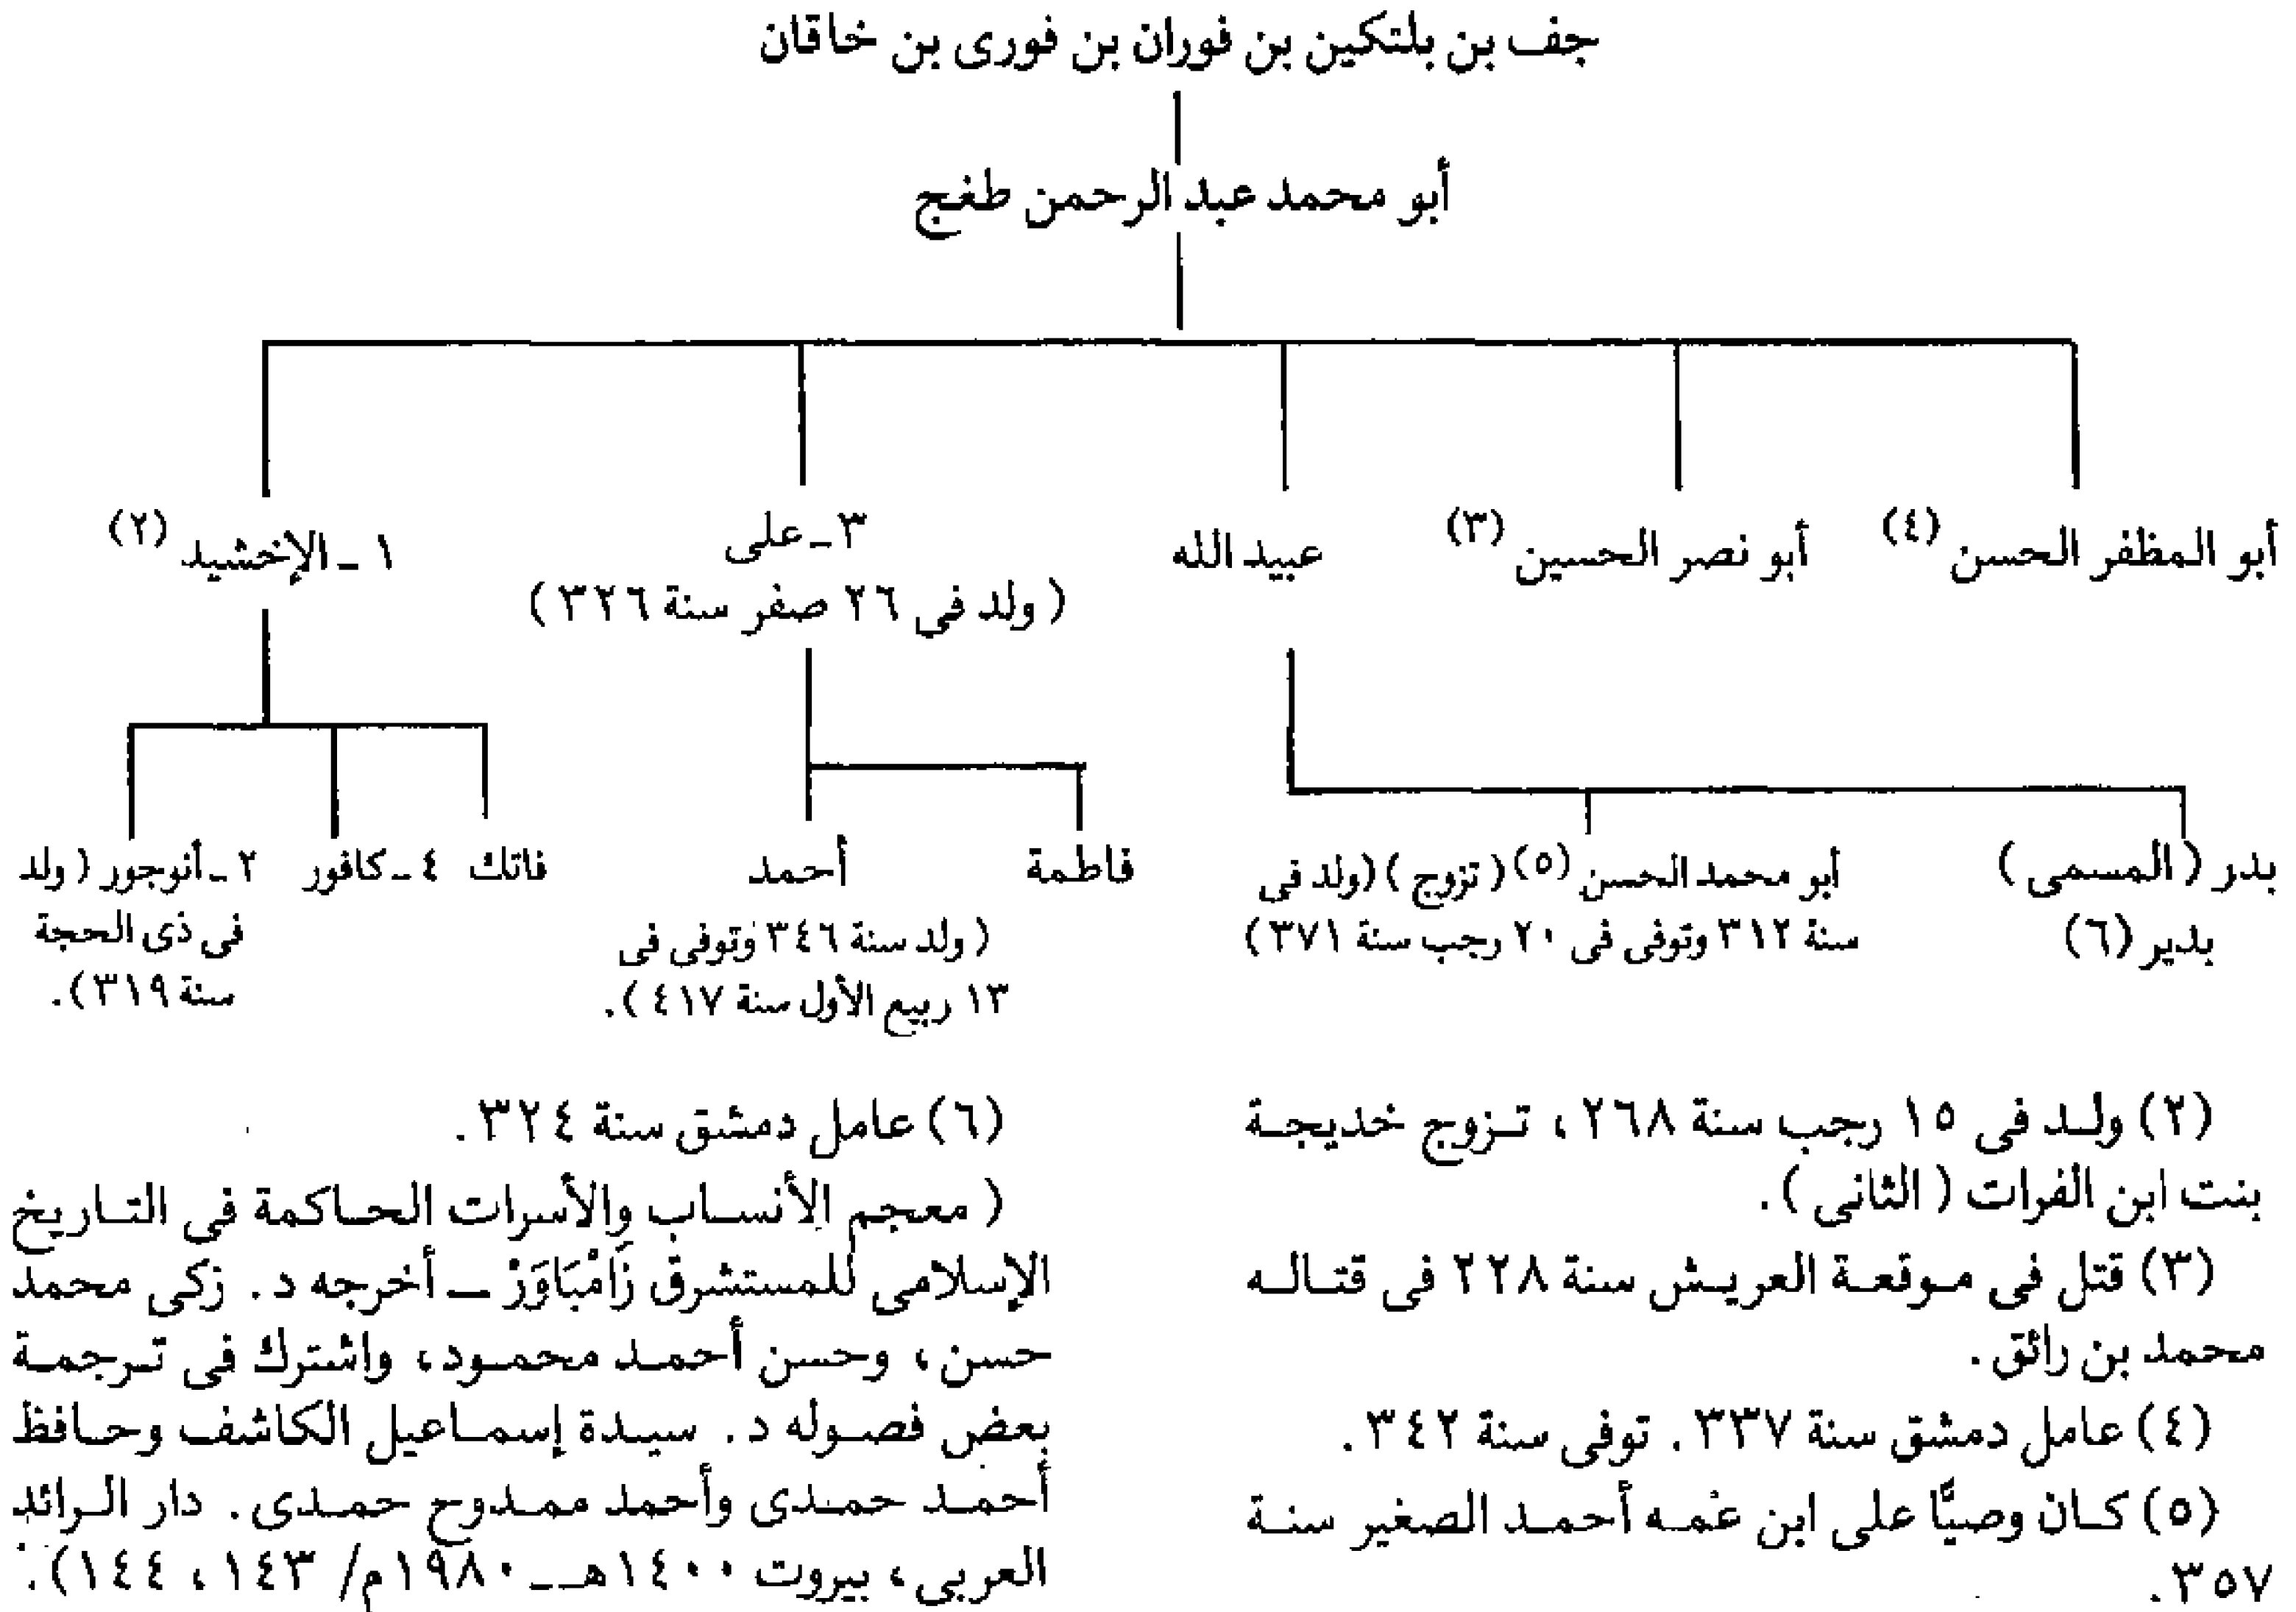 جف بن بلتكين بن فوران بن فورى بن خاقان
أبو محمد عبد الرحمن طغج
أبو المظفر الحسن (٤)
أبو نصر الحسين (٣)
عبيد الله
٣ ـ على
( ولد في ٢٦ صفر سنة ٣٢٦ )
١ ـ الإخشيد (٢)
بدر ( المسمى )
بدير (٦)
أبو محمد الحسن (٥) ( تزوج ) (ولد فى
سنة ٣١٢ وتوفى فى ٢٠ رجب سنة ٣٧١)
فاطمة
أحمد
( ولد سنة ٣٤٦ وتوفى فى
١٣ ربيع الأول سنة ٤١٧ ).
فاتك
٤ ـ كافور
٢ ـ أنوجور ( ولد
فى ذى الحجة
سنة ٣١٩).
(٢) ولد فى ١٥ رجب سنة ٢٦٨، تزوج خديجة
بنت ابن الفرات ( الثانى ).
(٣) قتل فى موقعة العريش سنة ٢٢٨ فى قتاله
محمد بن رائق.
(٤) عامل دمشق سنة ٣٣٧. توفى سنة ٣٤٢.
(٥) كان وصيًّا على ابن عمه أحمد الصغير سنة
٣٥٧.
(٦) عامل دمشق سنة ٣٢٤.
( معجم الأنساب والأسرات الحاكمة فى التاريخ
الإسلامى للمستشرق زَامْبَاوَرْ ــ أخرجه د. زكى محمد
حسن، وحسن أحمد محمود، واشترك فى ترجمة
بعض فصوله د. سيدة إسماعيل الكاشف وحافظ
أحمد حمدى وأحمد ممدوح حمدى. دار الرائد
العربى، بيروت ١٤٠٠هـ ــ ١٩٨٠م/ ١٤٣، ١٤٤).